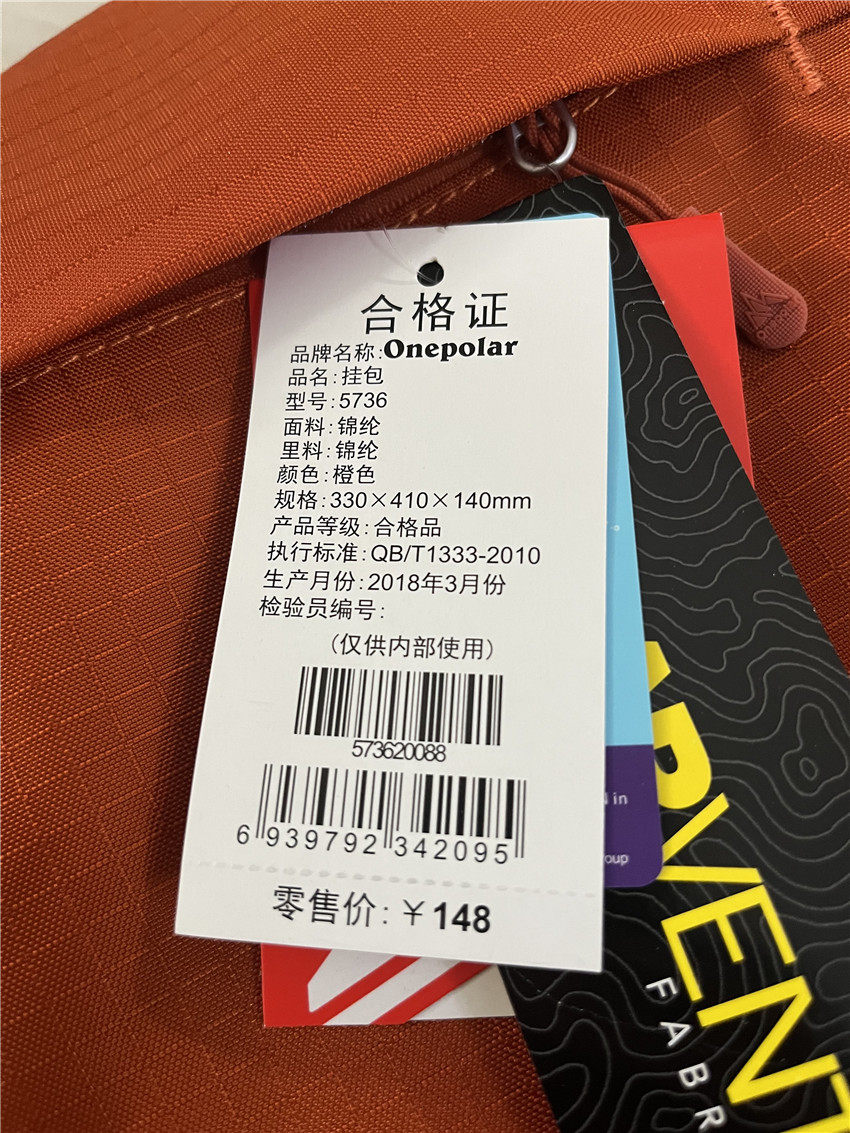 合格证
品牌名称:Onepolar
品名:挂包
型号:5736
面料:锦纶
里料:锦纶
颜色:橙色
规格:330×410×140mm
产品等级:合格品
执行标准:QB/T1333-2010
生产月份:2018年3月份
检验员编号:
(仅供内部使用)
573620088
6 939792 342095
零售价:￥148
in
oup
ARVENT
FABR